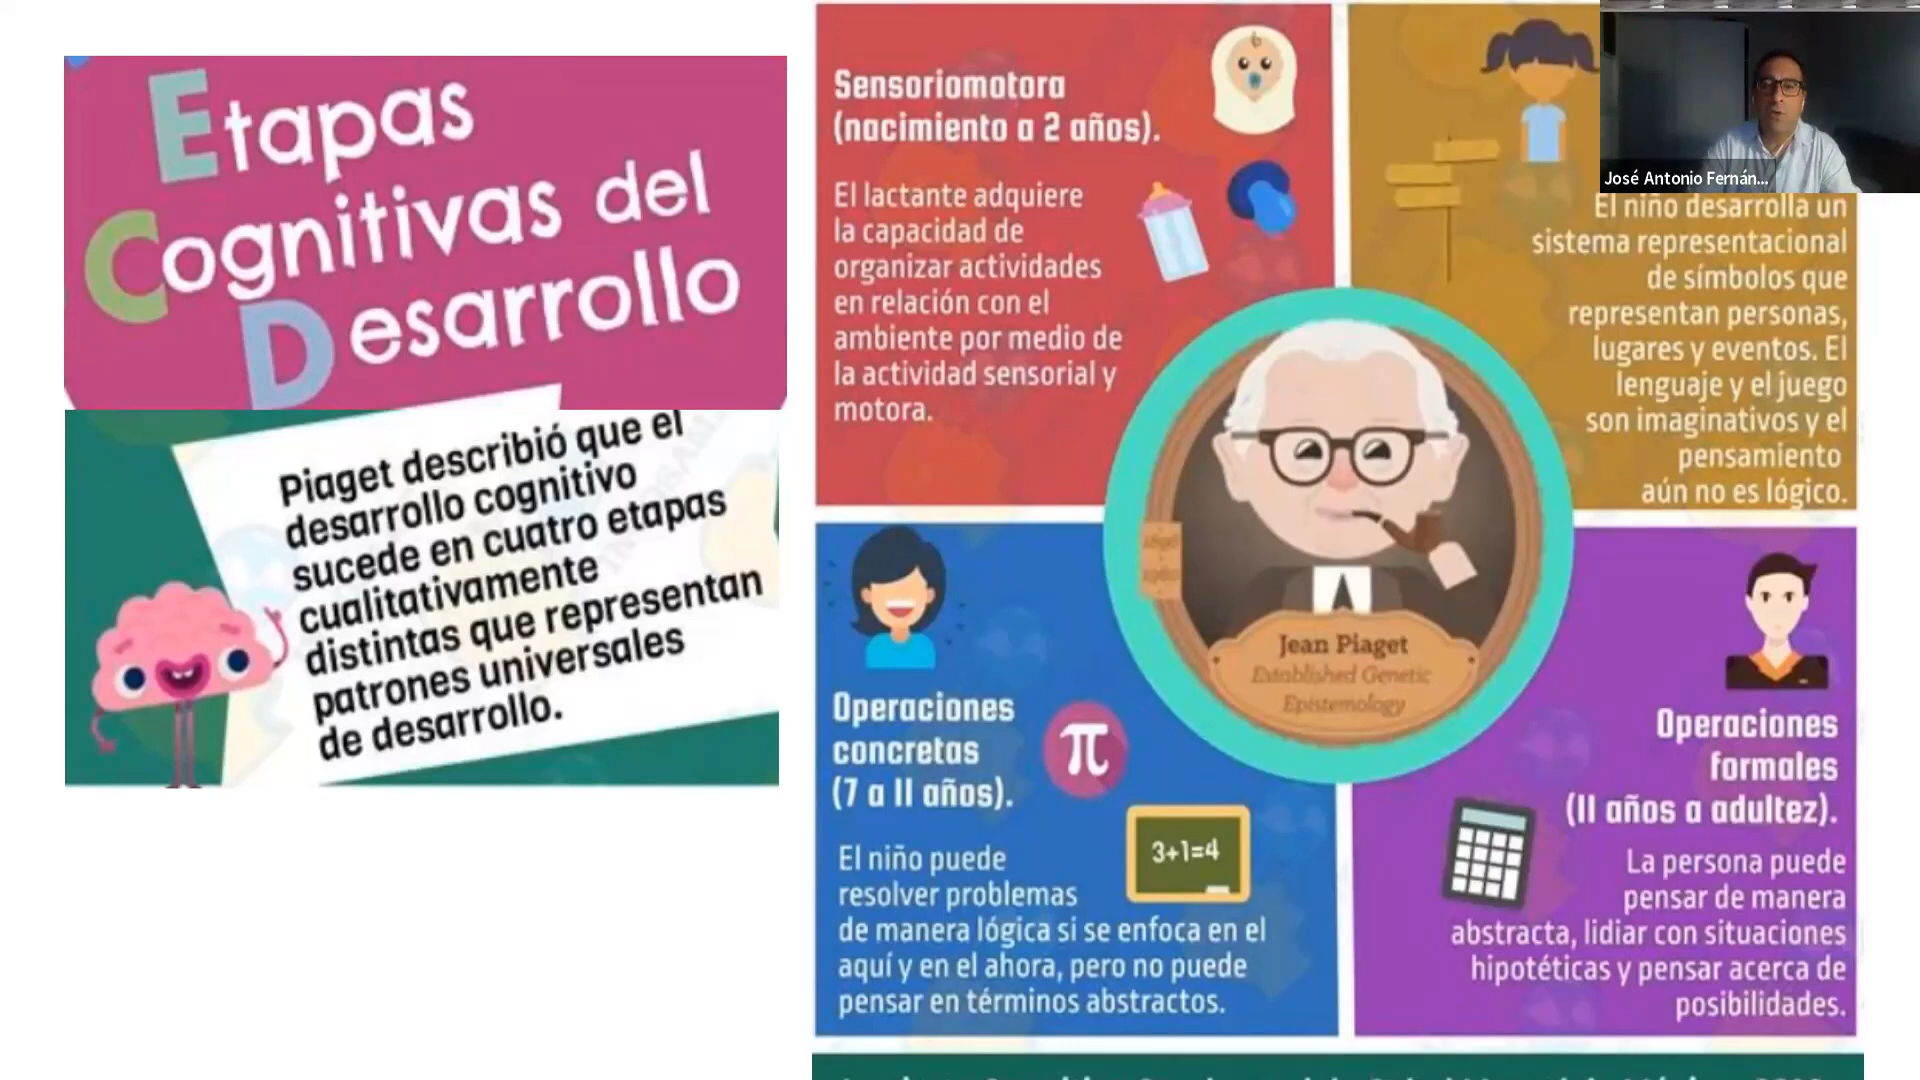 Etapas
Cognitivas del
Desarrollo
Piaget describió que el
desarrollo cognitivo
sucede en cuatro etapas
cualitativamente
distintas que representan
patrones universales
de desarrollo.
Sensoriomotora
(nacimiento a 2 años).
El lactante adquiere
la capacidad de
organizar actividades
en relación con el
ambiente por medio de
la actividad sensorial y
motora.
José Antonio Fernán...
El niño desarrolla un
sistema representacional
de símbolos que
representan personas,
lugares y eventos. El
lenguaje y el juego
son imaginativos y el
pensamiento
aún no es lógico.
Jean Piaget
Established Genetic
Epistemology
Operaciones
concretas
(7 a 11 años).
π
3+1=4
El niño puede
resolver problemas
de manera lógica si se enfoca en el
aquí y en el ahora, pero no puede
pensar en términos abstractos.
Operaciones
formales
(11 años a adultez).
La persona puede
pensar de manera
abstracta, lidiar con situaciones
hipotéticas y pensar acerca de
posibilidades.